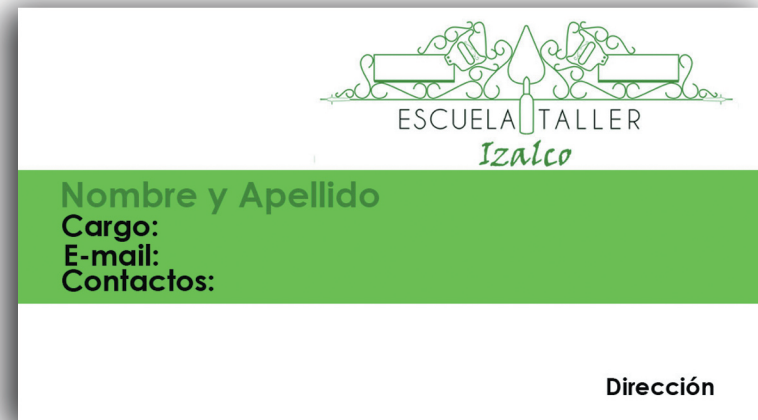 ESCUELA TALLER
Izalco
Nombre y Apellido
Cargo:
E-mail:
Contactos:
Dirección